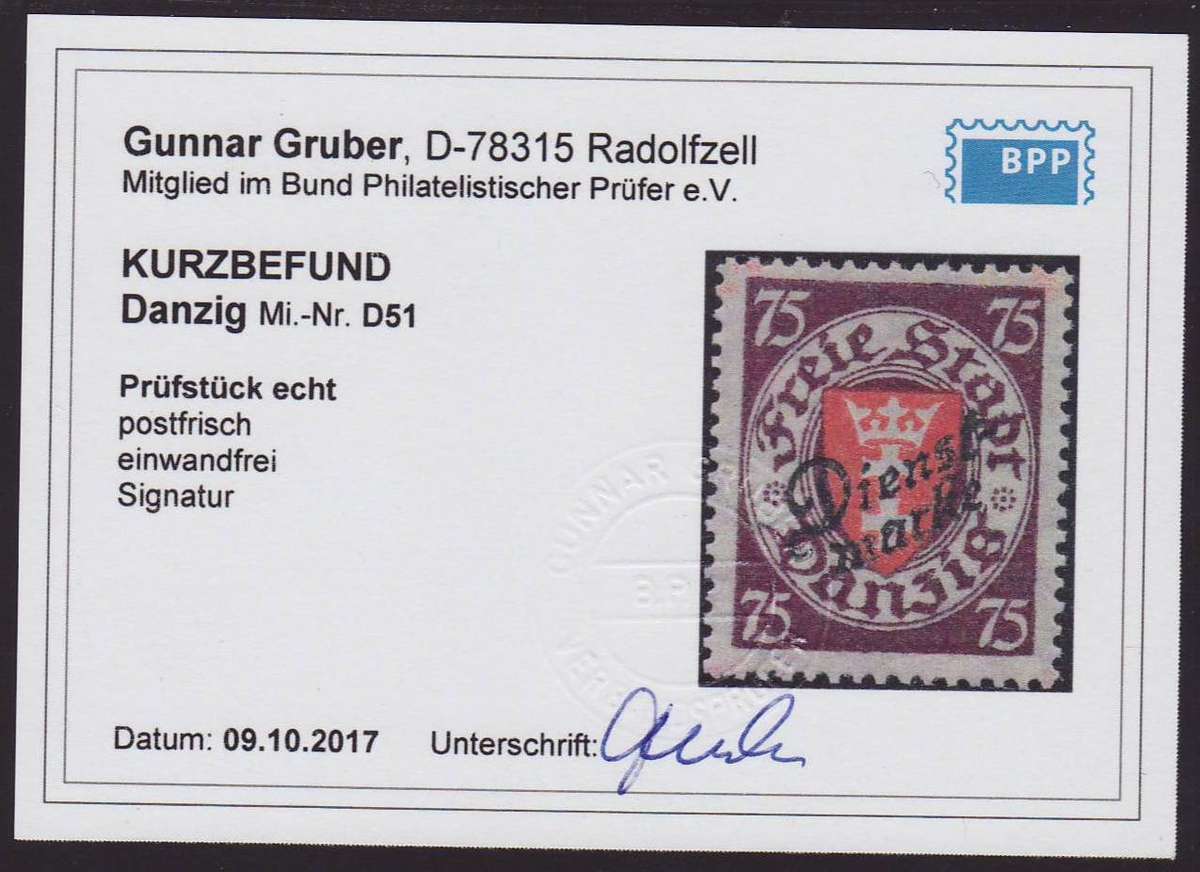 Gunnar Gruber, D-78315 Radolfzell
Mitglied im Bund Philatelistischer Prüfer e.V.
BPP
KURZBEFUND
Danzig Mi.-Nr. D51
Prüfstück echt
postfrisch
einwandfrei
Signatur
75 75
Freie Stadt
Dienst
marke
Danzig
75 75
GUNNAR
Datum: 09.10.2017 Unterschrift: